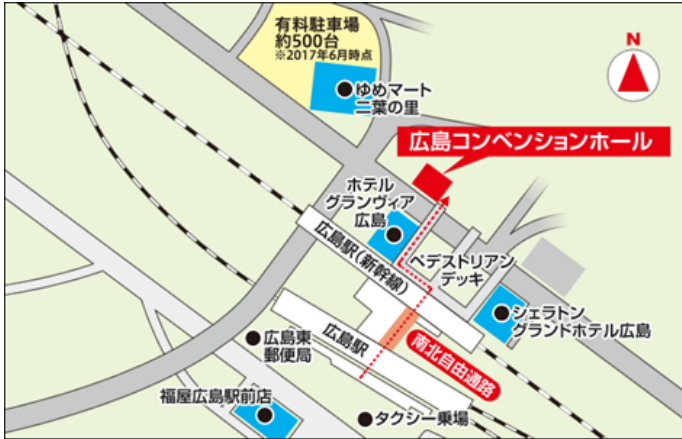 有料駐車場
約500台
※2017年6月時点
N
ゆめマート
二葉の里
広島コンベンションホール
ホテル
グランヴィア
広島
広島駅(新幹線)
ペデストリアン
デッキ
シェラトン
グランドホテル広島
広島駅
南北自由通路
広島東
郵便局
福屋広島駅前店
タクシー乗場